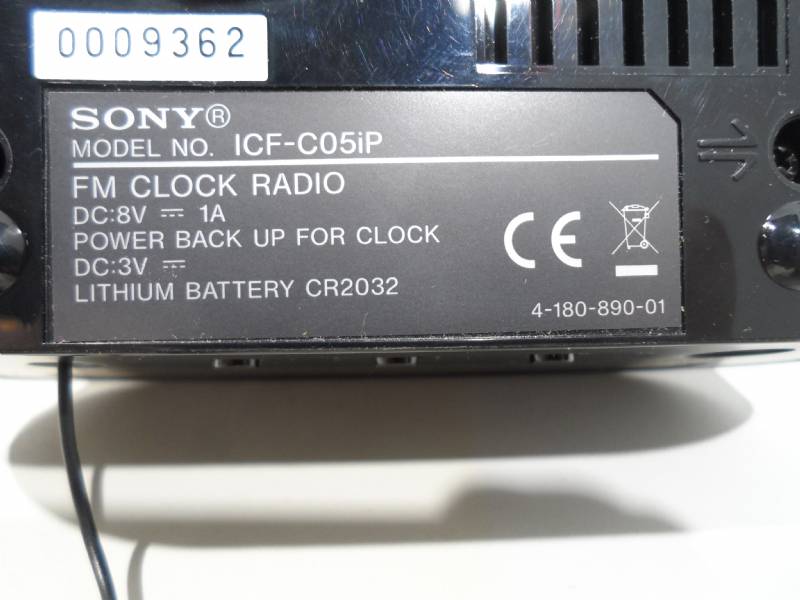 0009362
SONY®
MODEL NO. ICF-C05iP
FM CLOCK RADIO
DC:8V ⎓ 1A
POWER BACK UP FOR CLOCK
DC:3V ⎓
LITHIUM BATTERY CR2032
CE
4-180-890-01